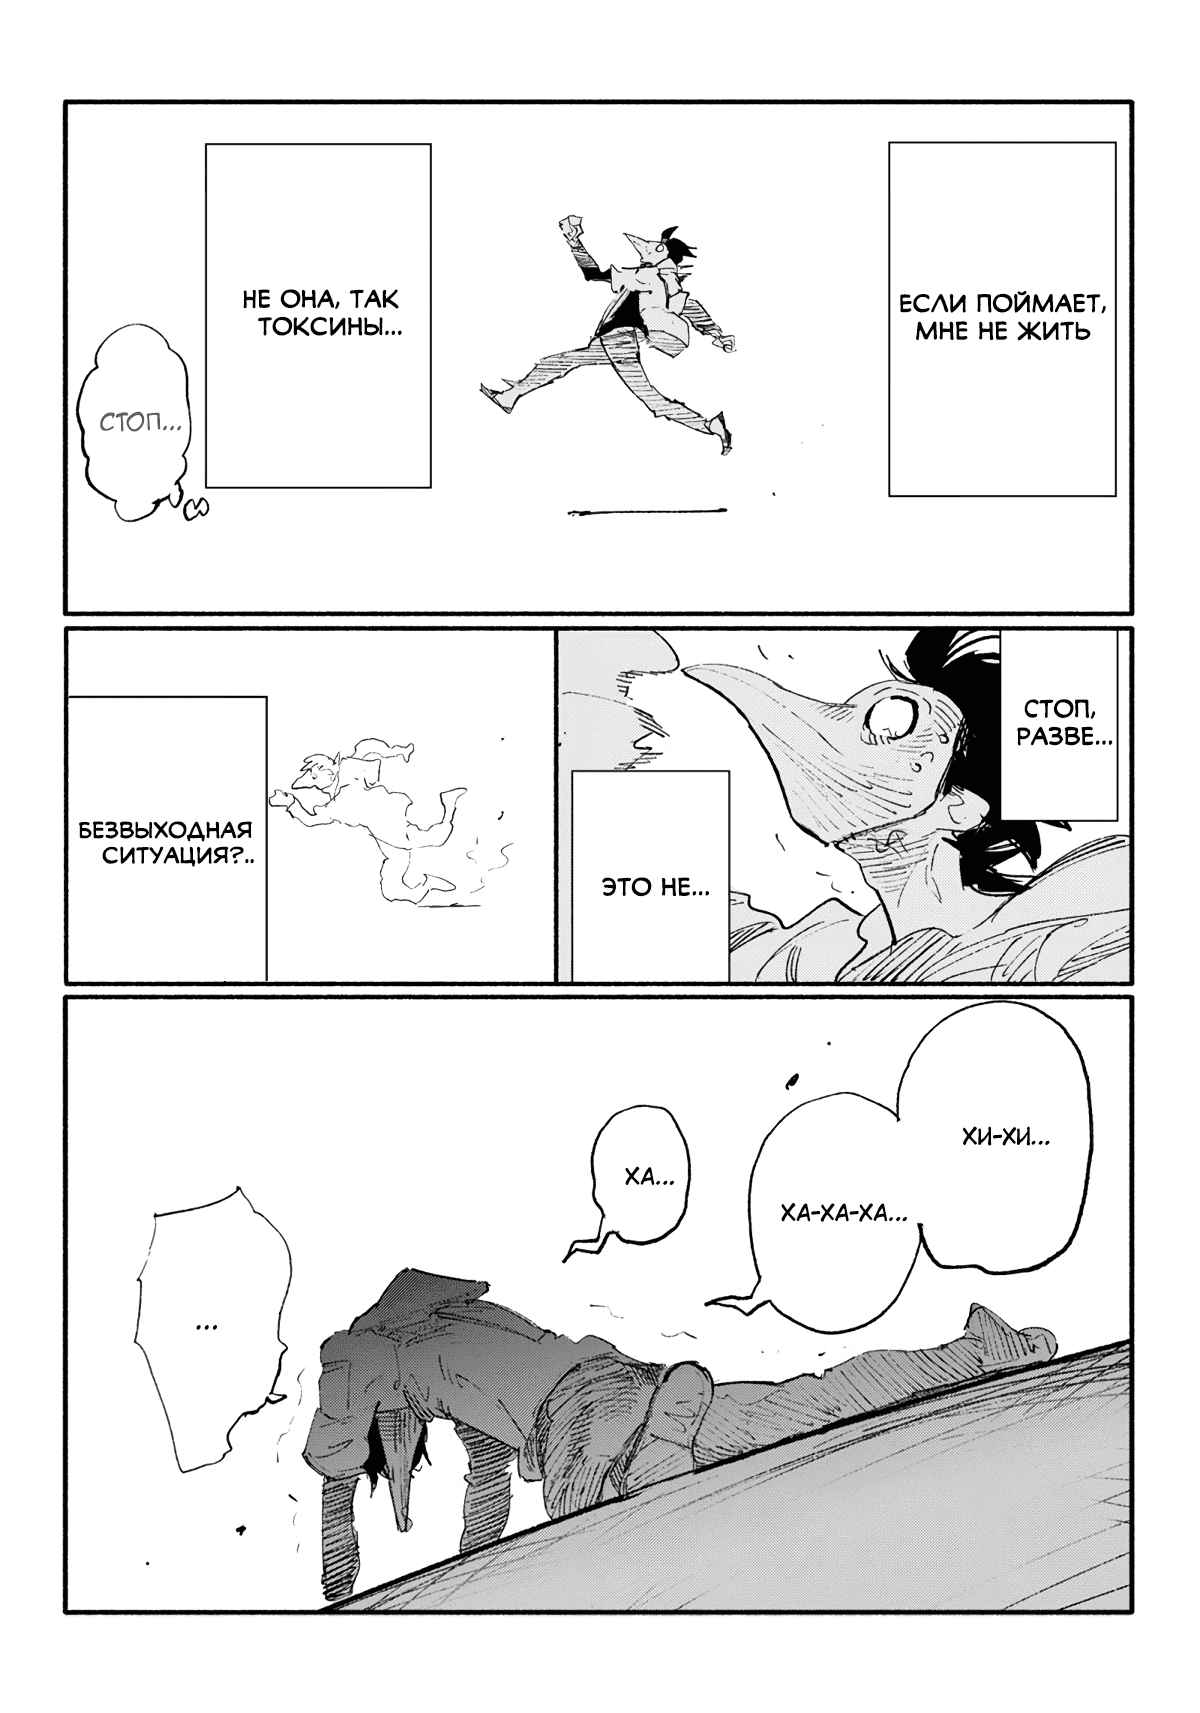 ЕСЛИ ПОЙМАЕТ,
МНЕ НЕ ЖИТЬ
НЕ ОНА, ТАК
ТОКСИНЫ...
СТОП...
СТОП,
РАЗВЕ...
ЭТО НЕ...
БЕЗВЫХОДНАЯ
СИТУАЦИЯ?..
ХИ-ХИ...
ХА-ХА-ХА...
ХА...
...